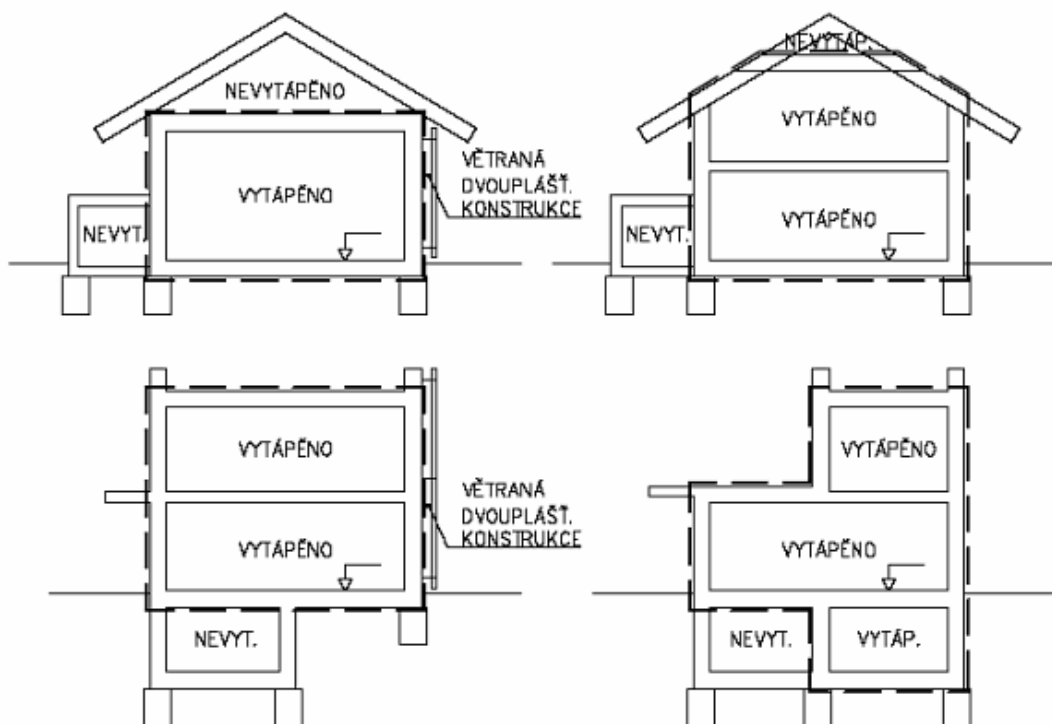 NEVYTÁPĚNO
VYTÁPĚNO
NEVYT.
VĚTRANÁ
DVOUPLÁŠŤ.
KONSTRUKCE
NEVYTÁP.
VYTÁPĚNO
VYTÁPĚNO
NEVYT.
VYTÁPĚNO
VYTÁPĚNO
NEVYT.
VĚTRANÁ
DVOUPLÁŠŤ.
KONSTRUKCE
VYTÁPĚNO
VYTÁPĚNO
NEVYT.
VYTÁP.